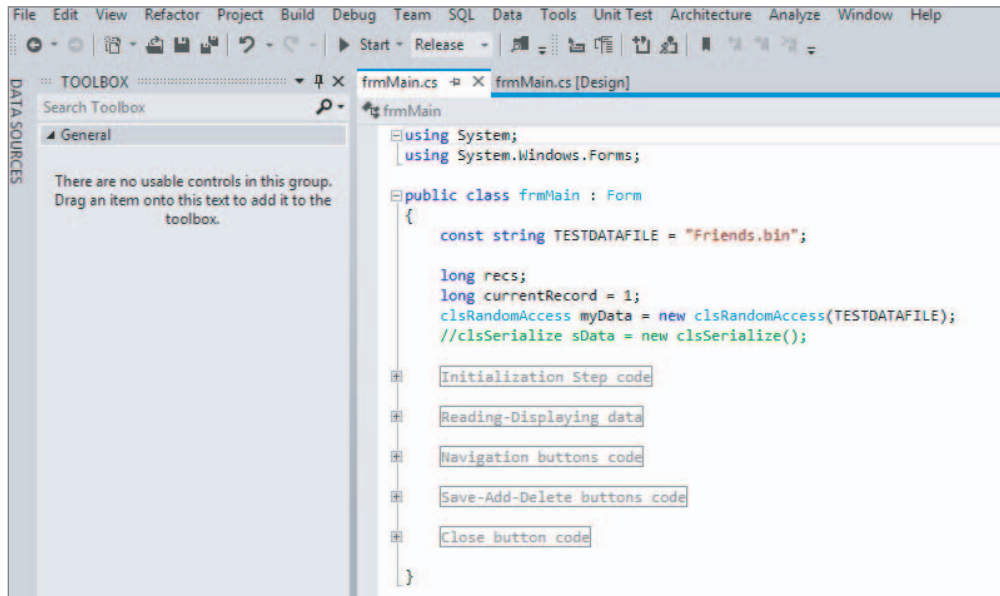 File Edit View Refactor Project Build Debug Team SQL Data Tools Unit Test Architecture Analyze Window Help
Start Release
DATA SOURCES
TOOLBOX
Search Toolbox
General
There are no usable controls in this group.
Drag an item onto this text to add it to the
toolbox.
frmMain.cs frmMain.cs [Design]
frmMain
using System;
using System.Windows.Forms;
public class frmMain : Form
{
const string TESTDATAFILE = "Friends.bin";
long recs;
long currentRecord = 1;
clsRandomAccess myData = new clsRandomAccess(TESTDATAFILE);
//clsSerialize sData = new clsSerialize();
Initialization Step code
Reading-Displaying data
Navigation buttons code
Save-Add-Delete buttons code
Close button code
}